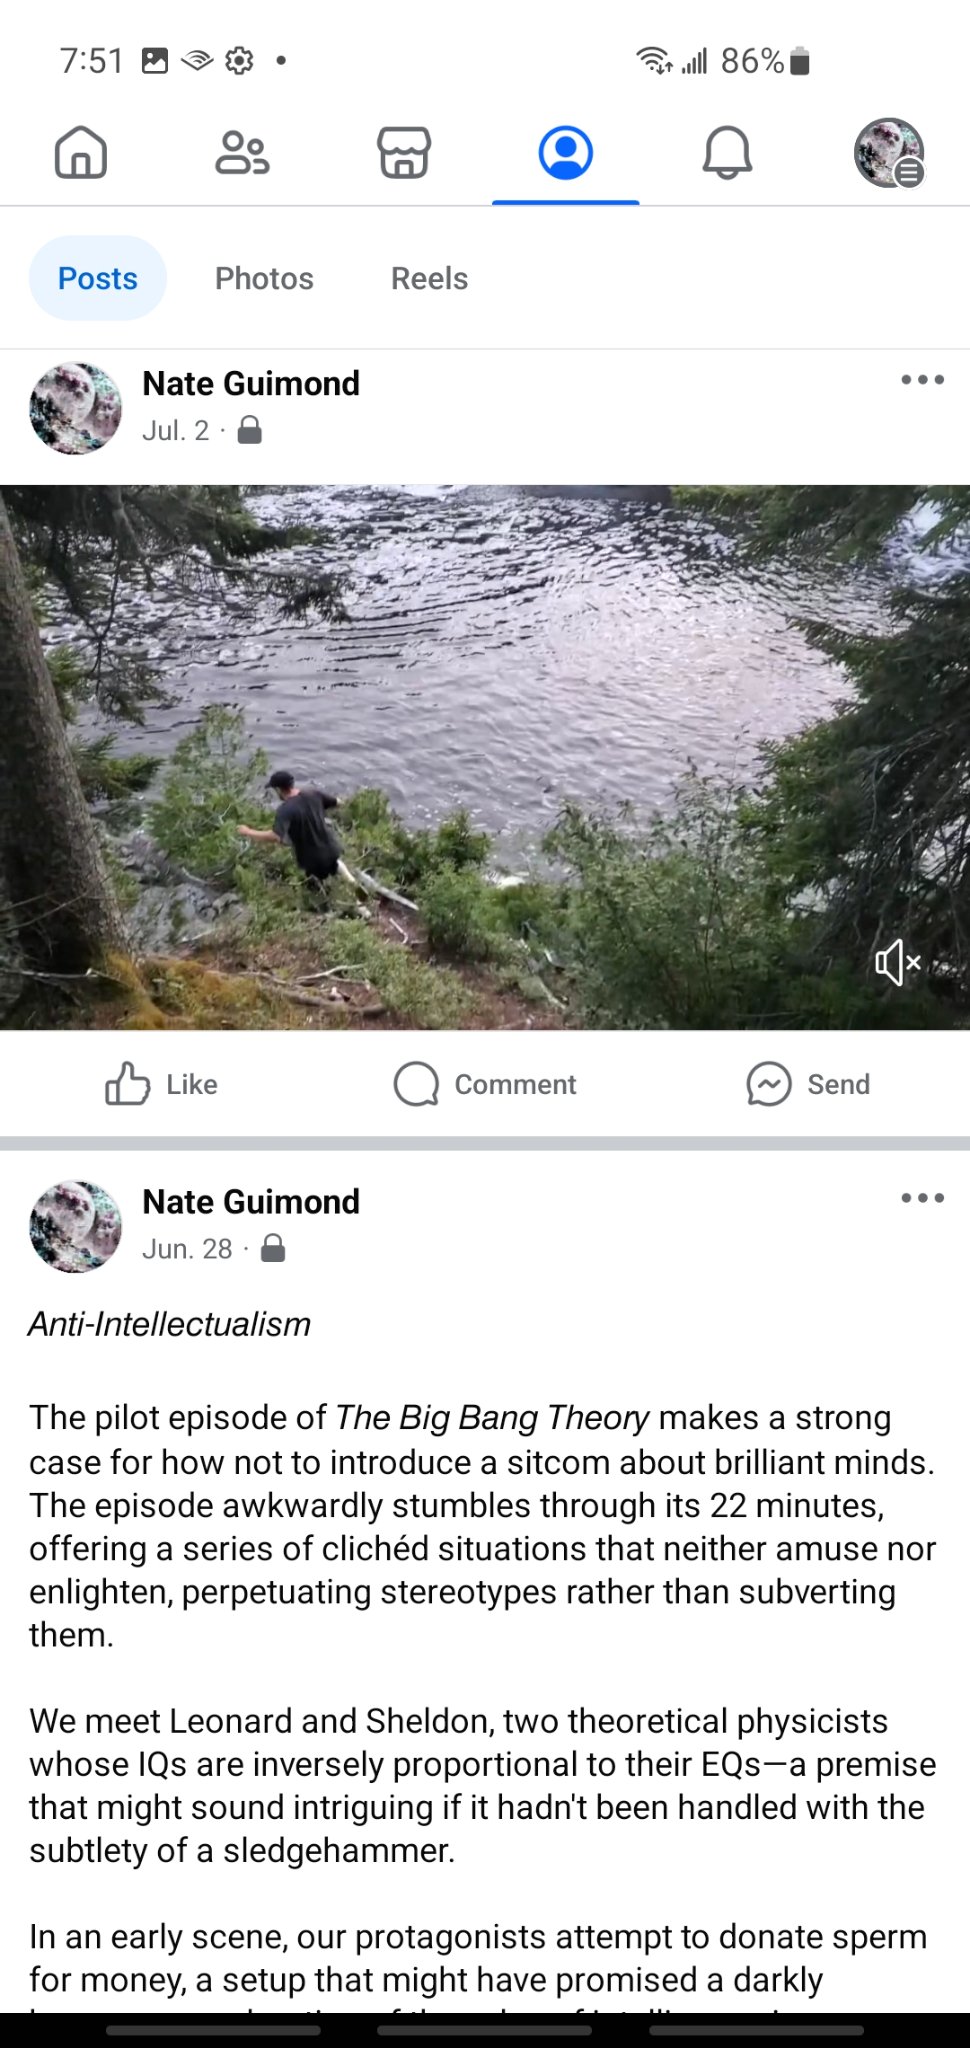 7:51
86%
Posts Photos Reels
Nate Guimond
Jul. 2 ·
Like Comment Send
Nate Guimond
Jun. 28 ·
Anti-Intellectualism
The pilot episode of The Big Bang Theory makes a strong
case for how not to introduce a sitcom about brilliant minds.
The episode awkwardly stumbles through its 22 minutes,
offering a series of clichéd situations that neither amuse nor
enlighten, perpetuating stereotypes rather than subverting
them.
We meet Leonard and Sheldon, two theoretical physicists
whose IQs are inversely proportional to their EQs—a premise
that might sound intriguing if it hadn't been handled with the
subtlety of a sledgehammer.
In an early scene, our protagonists attempt to donate sperm
for money, a setup that might have promised a darkly